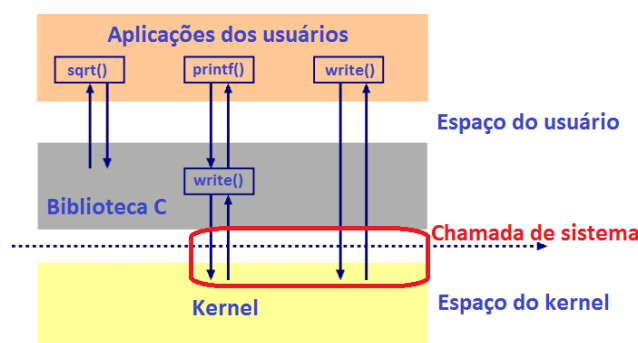 Aplicações dos usuários
sqrt()
printf()
write()
Espaço do usuário
write()
Biblioteca C
Chamada de sistema
Kernel
Espaço do kernel